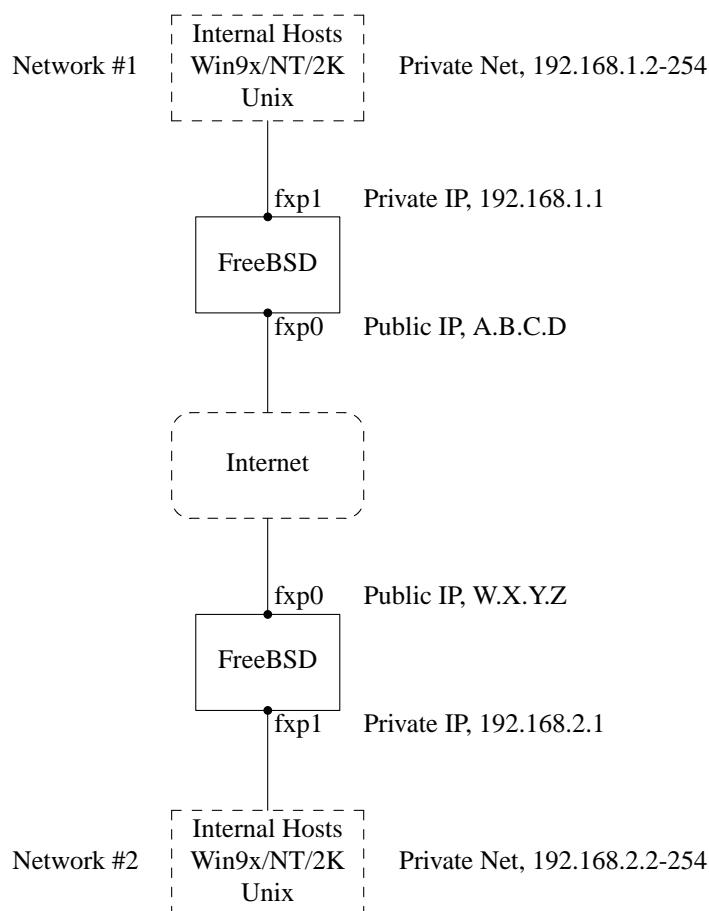 Internal Hosts
Network #1 Win9x/NT/2K Private Net, 192.168.1.2-254
Unix
fxp1 Private IP, 192.168.1.1
FreeBSD
fxp0 Public IP, A.B.C.D
Internet
fxp0 Public IP, W.X.Y.Z
FreeBSD
fxp1 Private IP, 192.168.2.1
Internal Hosts
Network #2 Win9x/NT/2K Private Net, 192.168.2.2-254
Unix